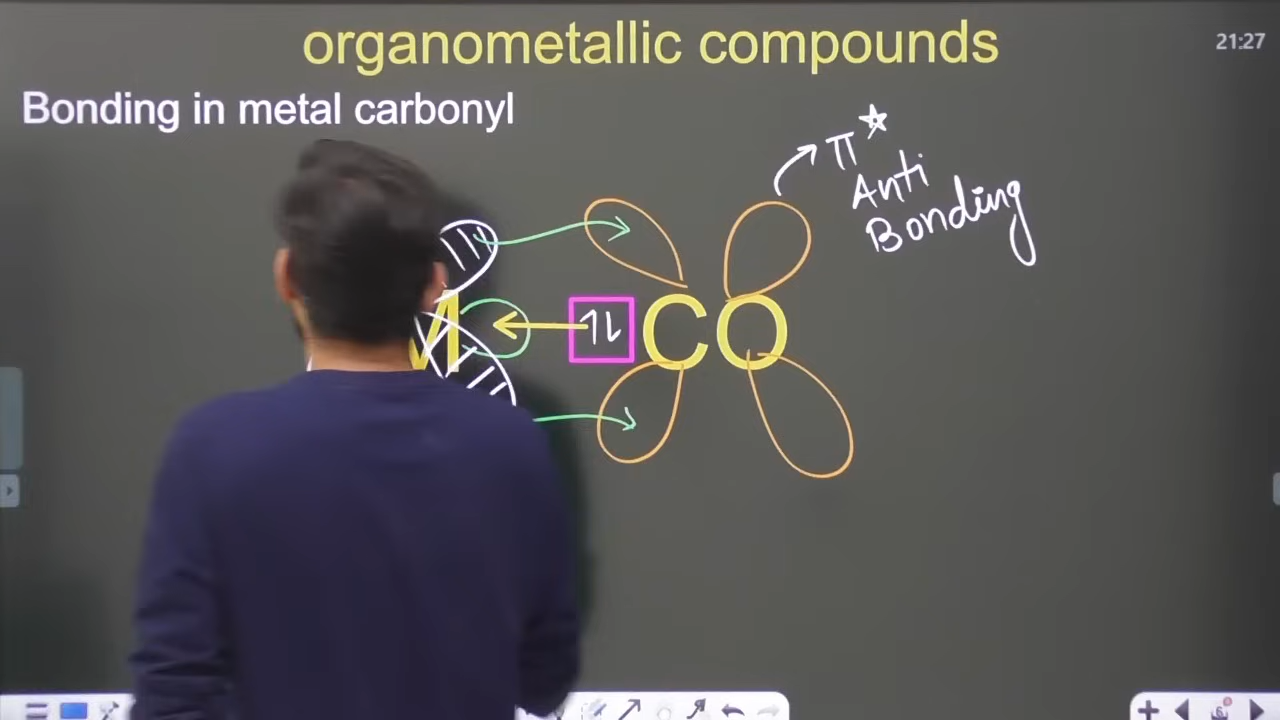 organometallic compounds
21:27
Bonding in metal carbonyl
π*
Anti
Bonding
M
⥮
CO